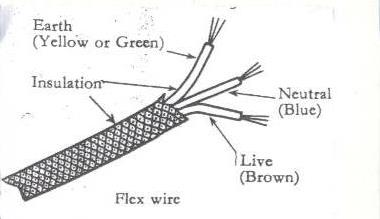 Earth
(Yellow or Green)
Insulation
Neutral
(Blue)
Live
(Brown)
Flex wire